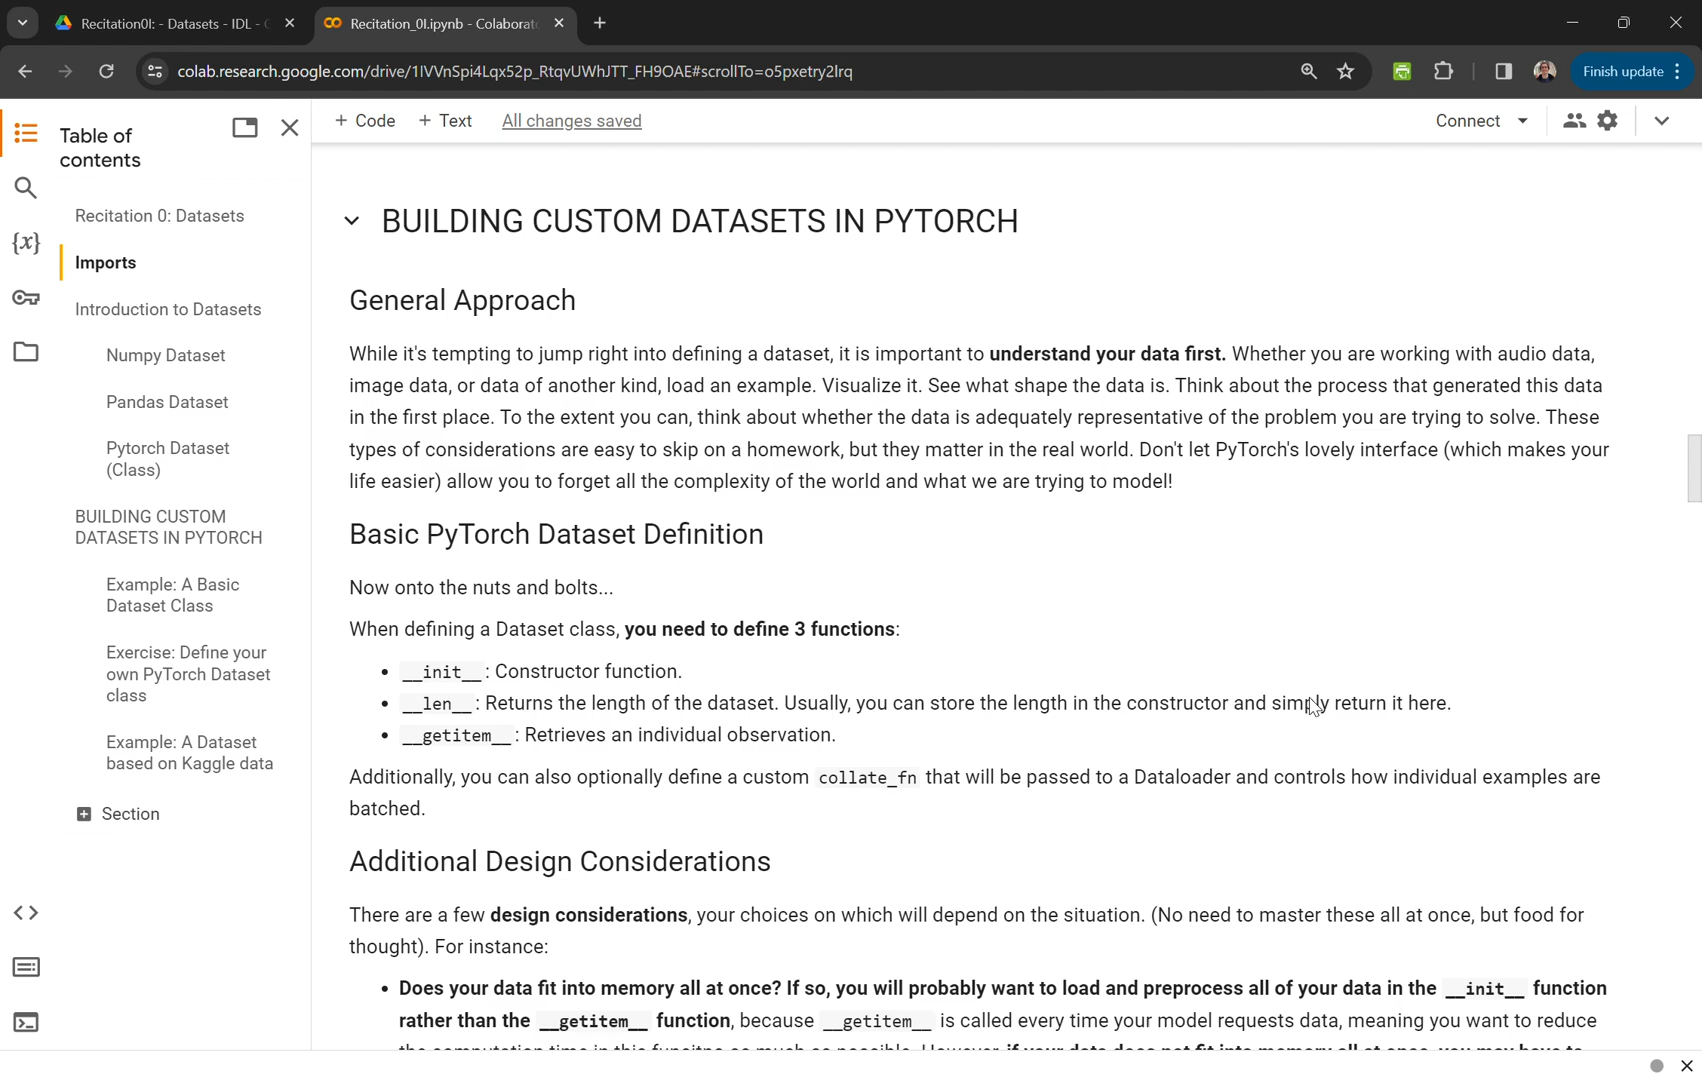 Recitation0I: - Datasets - IDL -
Recitation_0I.ipynb - Colaborat
colab.research.google.com/drive/1lVVnSpi4Lqx52p_RtqvUWhJTT_FH9OAE#scrollTo=o5pxetry2Irq
Finish update
Table of
contents
Recitation 0: Datasets
Imports
Introduction to Datasets
Numpy Dataset
Pandas Dataset
Pytorch Dataset
(Class)
BUILDING CUSTOM
DATASETS IN PYTORCH
Example: A Basic
Dataset Class
Exercise: Define your
own PyTorch Dataset
class
Example: A Dataset
based on Kaggle data
Section
+ Code + Text All changes saved
Connect
BUILDING CUSTOM DATASETS IN PYTORCH
General Approach
While it's tempting to jump right into defining a dataset, it is important to understand your data first. Whether you are working with audio data,
image data, or data of another kind, load an example. Visualize it. See what shape the data is. Think about the process that generated this data
in the first place. To the extent you can, think about whether the data is adequately representative of the problem you are trying to solve. These
types of considerations are easy to skip on a homework, but they matter in the real world. Don't let PyTorch's lovely interface (which makes your
life easier) allow you to forget all the complexity of the world and what we are trying to model!
Basic PyTorch Dataset Definition
Now onto the nuts and bolts...
When defining a Dataset class, you need to define 3 functions:
• __init__: Constructor function.
• __len__: Returns the length of the dataset. Usually, you can store the length in the constructor and simply return it here.
• __getitem__: Retrieves an individual observation.
Additionally, you can also optionally define a custom collate_fn that will be passed to a Dataloader and controls how individual examples are
batched.
Additional Design Considerations
There are a few design considerations, your choices on which will depend on the situation. (No need to master these all at once, but food for
thought). For instance:
• Does your data fit into memory all at once? If so, you will probably want to load and preprocess all of your data in the __init__ function
rather than the __getitem__ function, because __getitem__ is called every time your model requests data, meaning you want to reduce